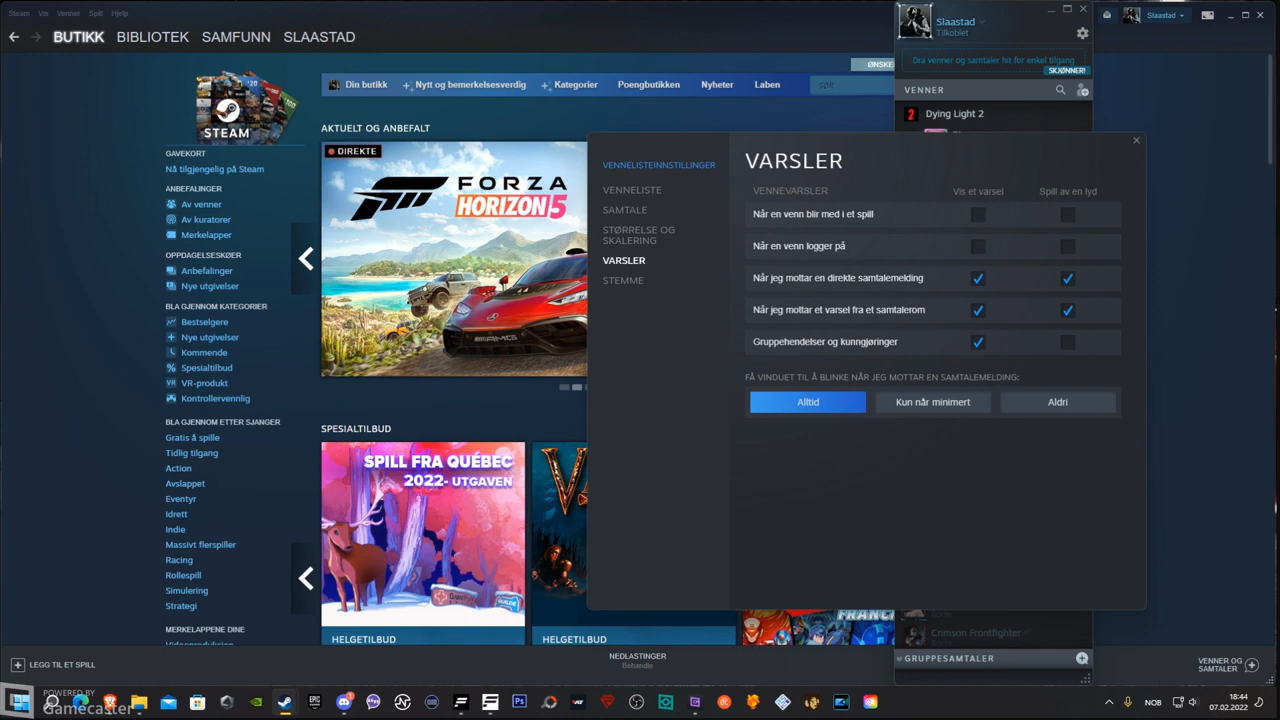 Steam Vis Venner Spill Hjelp
BUTIKK BIBLIOTEK SAMFUNN SLAASTAD
Slaastad
Tilkoblet
Slaastad
Dra venner og samtaler hit for enkel tilgang
SKJØNNER!
VENNER
Dying Light 2
ØNSKE
Din butikk Nytt og bemerkelsesverdig Kategorier Poengbutikken Nyheter Laben søk
STEAM
GAVEKORT
Nå tilgjengelig på Steam
ANBEFALINGER
Av venner
Av kuratorer
Merkelapper
OPPDAGELSESKØER
Anbefalinger
Nye utgivelser
BLA GJENNOM KATEGORIER
Bestselgere
Nye utgivelser
Kommende
Spesialtilbud
VR VR-produkt
Kontrollervennlig
BLA GJENNOM ETTER SJANGER
Gratis å spille
Tidlig tilgang
Action
Avslappet
Eventyr
Idrett
Indie
Massivt flerspiller
Racing
Rollespill
Simulering
Strategi
MERKELAPPENE DINE
AKTUELT OG ANBEFALT
DIREKTE
FORZA
HORIZON 5
SPESIALTILBUD
SPILL FRA QUÉBEC
2022- UTGAVEN
HELGETILBUD
HELGETILBUD
VENNELISTEINNSTILLINGER
VENNELISTE
SAMTALE
STØRRELSE OG
SKALERING
VARSLER
STEMME
VARSLER
VENNEVARSLER Vis et varsel Spill av en lyd
Når en venn blir med i et spill
Når en venn logger på
Når jeg mottar en direkte samtalemelding
Når jeg mottar et varsel fra et samtalerom
Gruppehendelser og kunngjøringer
FÅ VINDUET TIL Å BLINKE NÅR JEG MOTTAR EN SAMTALEMELDING:
Alltid Kun når minimert Aldri
Crimson Frontfighter
GRUPPESAMTALER
LEGG TIL ET SPILL
NEDLASTINGER
Behandle
VENNER OG
SAMTALER
POWERED BY
Gamecaster
NOB
18:44
07.02.2022